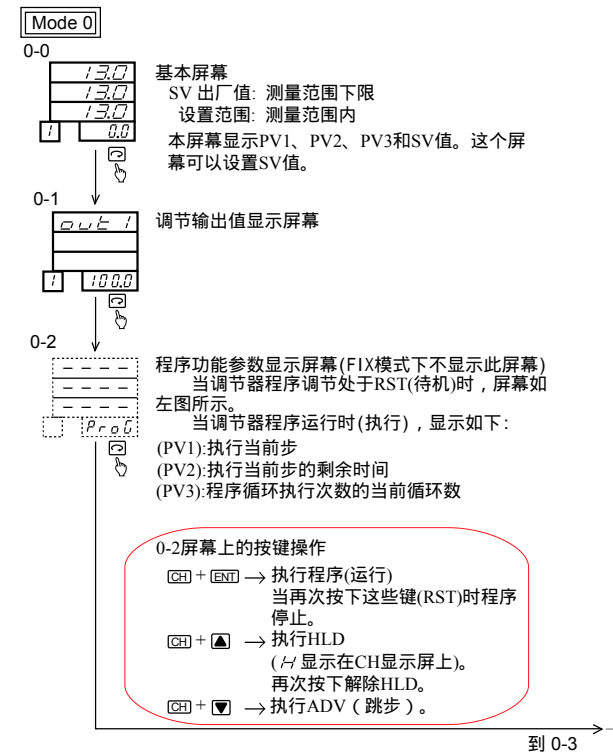 Mode 0
0-0
13.0
13.0
13.0
1 0.0
基本屏幕
SV 出厂值: 测量范围下限
设置范围: 测量范围内
本屏幕显示PV1、PV2、PV3和SV值。这个屏
幕可以设置SV值。
0-1
out 1
1 100.0
调节输出值显示屏幕
0-2
- - - -
- - - -
- - - -
ProG
程序功能参数显示屏幕(FIX模式下不显示此屏幕)
当调节器程序调节处于RST(待机)时，屏幕如
左图所示。
当调节器程序运行时(执行)，显示如下:
(PV1):执行当前步
(PV2):执行当前步的剩余时间
(PV3):程序循环执行次数的当前循环数
0-2屏幕上的按键操作
CH + ENT → 执行程序(运行)
当再次按下这些键(RST)时程序
停止。
CH + ▲ → 执行HLD
( H 显示在CH显示屏上)。
再次按下解除HLD。
CH + ▼ → 执行ADV（跳步）。
到 0-3